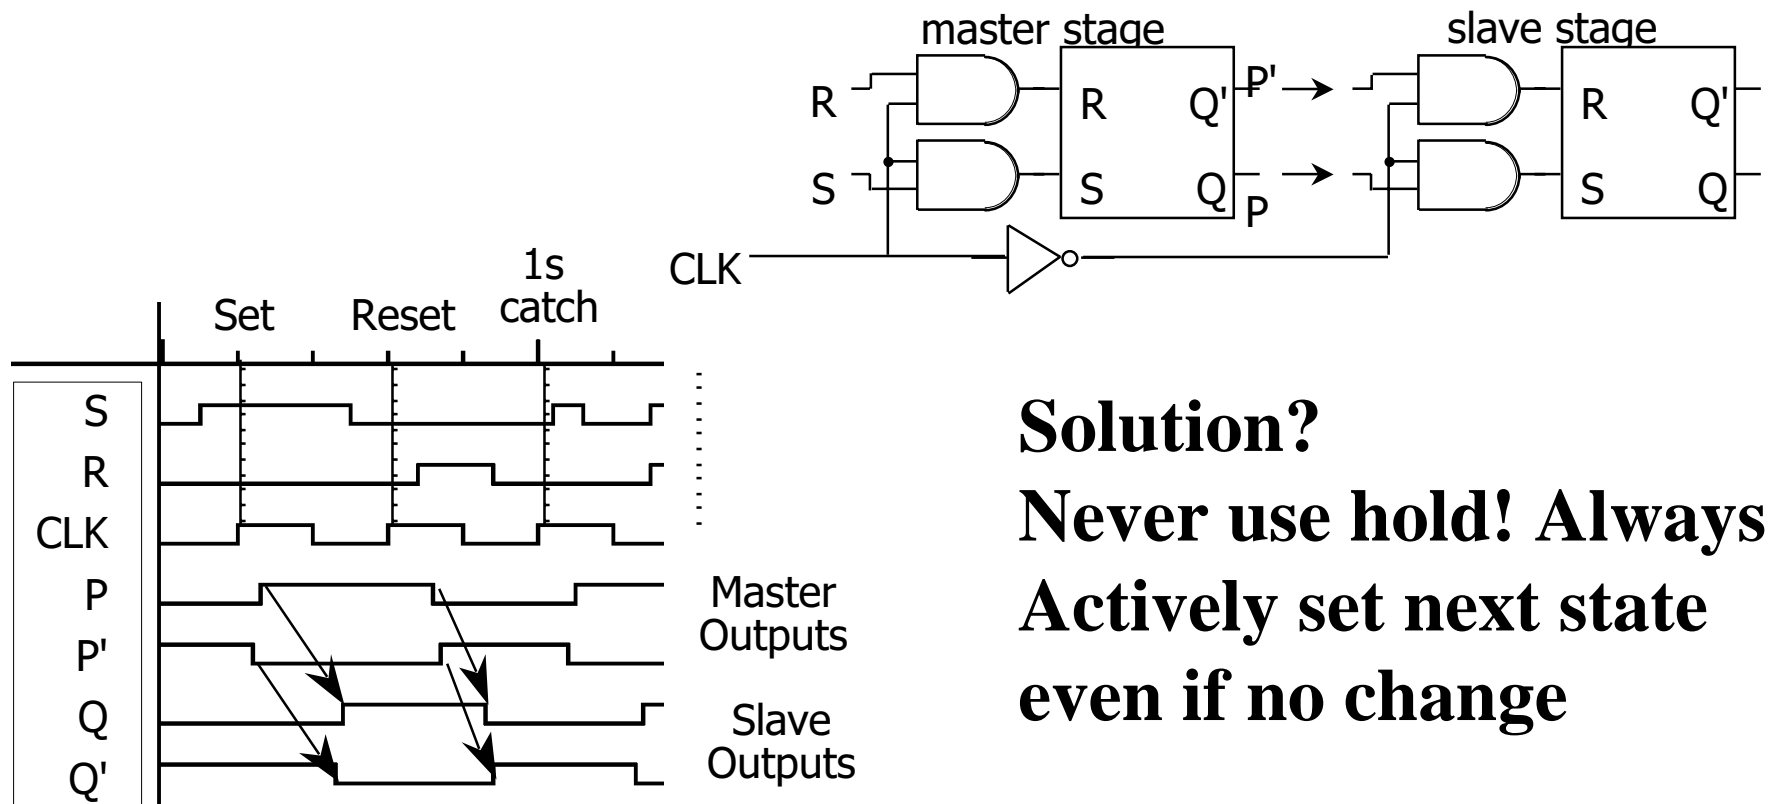 master stage
slave stage
R
S
R
S
Q'
Q
P'
P
R
S
Q'
Q
CLK
Set
Reset
1s
catch
S
R
CLK
P
P'
Q
Q'
Master
Outputs
Slave
Outputs
Solution?
Never use hold! Always
Actively set next state
even if no change